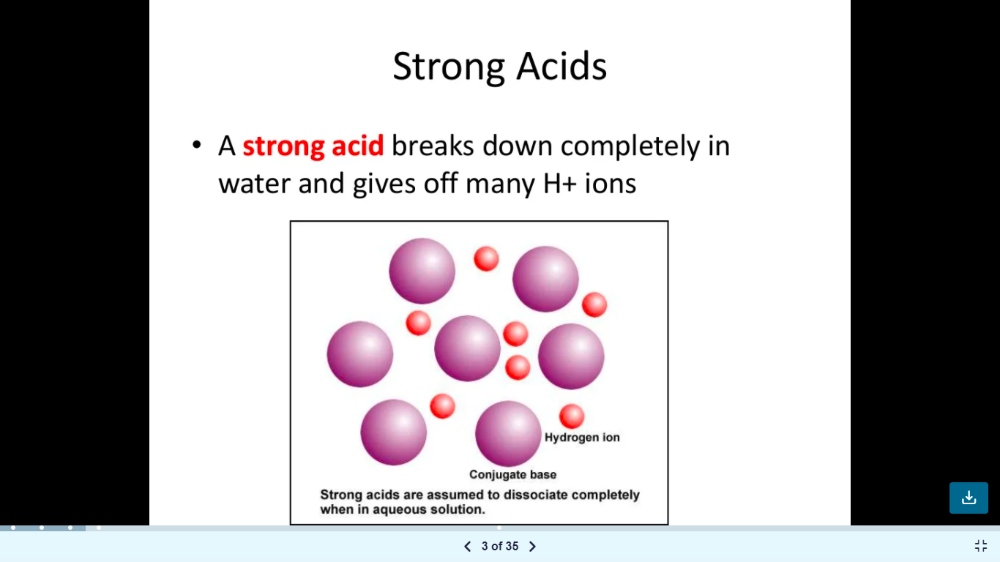 Strong Acids
• A strong acid breaks down completely in
water and gives off many H+ ions
Hydrogen ion
Conjugate base
Strong acids are assumed to dissociate completely
when in aqueous solution.
3 of 35